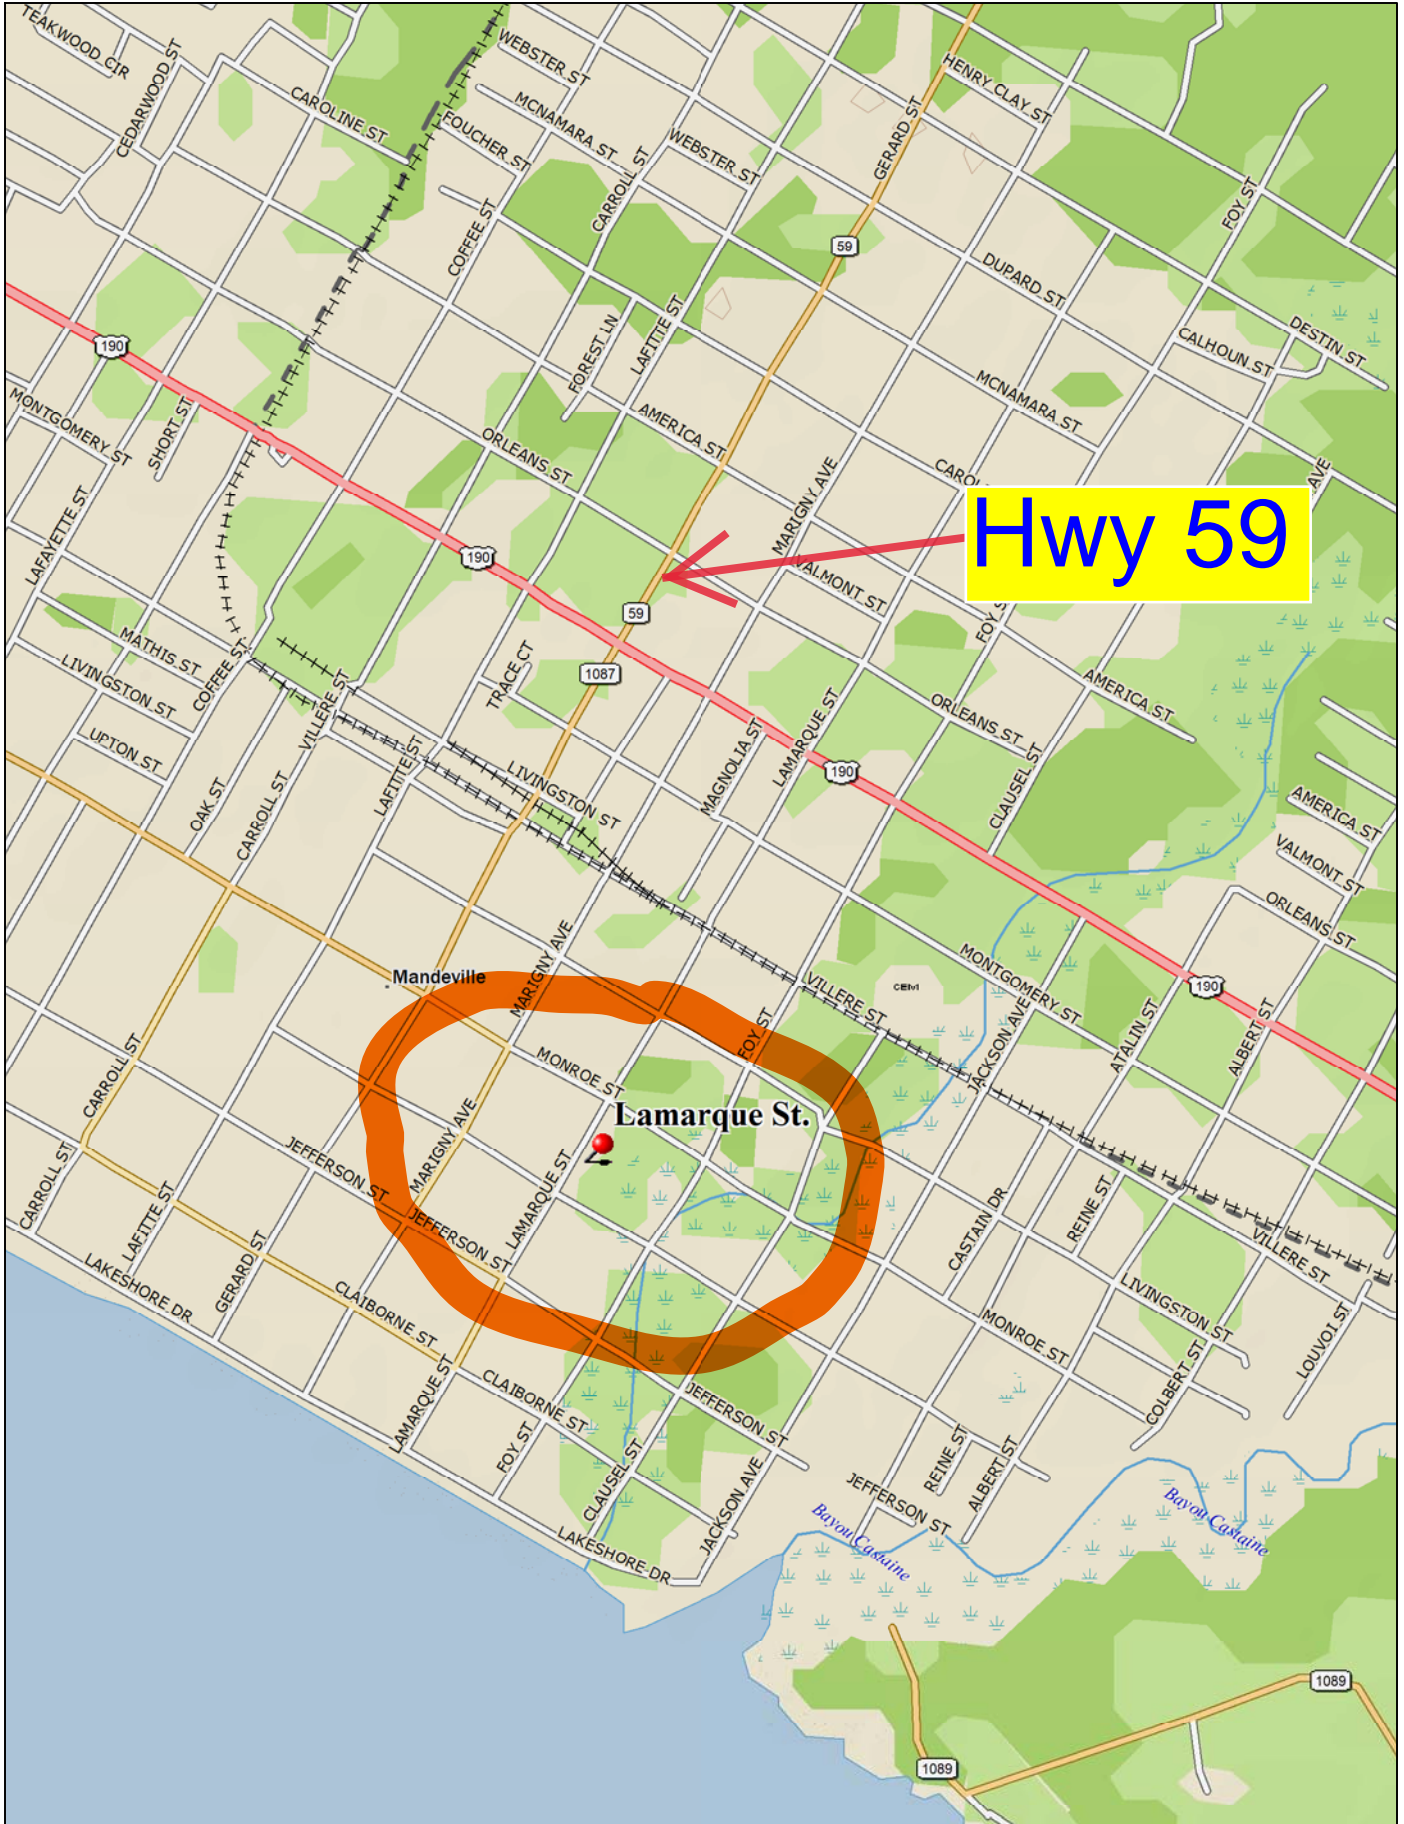 TEAKWOOD CIR
CEDARWOOD ST
CAROLINE ST
WEBSTER ST
MCNAMARA ST
FOUCHER ST
WEBSTER ST
CARROLL ST
COFFEE ST
GERARD ST
HENRY CLAY ST
FOY ST
59
DUPARD ST
DESTIN ST
CALHOUN ST
190
FOREST LN
LAFITTE ST
MCNAMARA ST
MONTGOMERY ST
SHORT ST
AMERICA ST
ORLEANS ST
MARIGNY AVE
AVE
Hwy 59
LAFAYETTE ST
190
VALMONT ST
59
1087
MATHIS ST
LIVINGSTON ST
COFFEE ST
UPTON ST
VILLERE ST
TRACE CT
AMERICA ST
ORLEANS ST
LAMARQUE ST
MAGNOLIA ST
190
CLAUSEL ST
OAK ST
CARROLL ST
LAFITTE ST
LIVINGSTON ST
AMERICA ST
VALMONT ST
ORLEANS ST
Mandeville
MARIGNY AVE
MONTGOMERY ST
VILLERE ST
190
FOY ST
JACKSON AVE
ATALIN ST
ALBERT ST
CARROLL ST
MONROE ST
Lamarque St.
MARIGNY AVE
JEFFERSON ST
LAMARQUE ST
JEFFERSON ST
CARROLL ST
LAFITTE ST
GERARD ST
CASTAIN DR
REINE ST
VILLERE ST
LAKESHORE DR
CLAIBORNE ST
LIVINGSTON ST
MONROE ST
LOUVOI ST
COLBERT ST
LAMARQUE ST
CLAIBORNE ST
JEFFERSON ST
FOY ST
CLAUSEL ST
JACKSON AVE
REINE ST
ALBERT ST
JEFFERSON ST
Bayou Castaine
Bayou Castaine
LAKESHORE DR
1089
1089